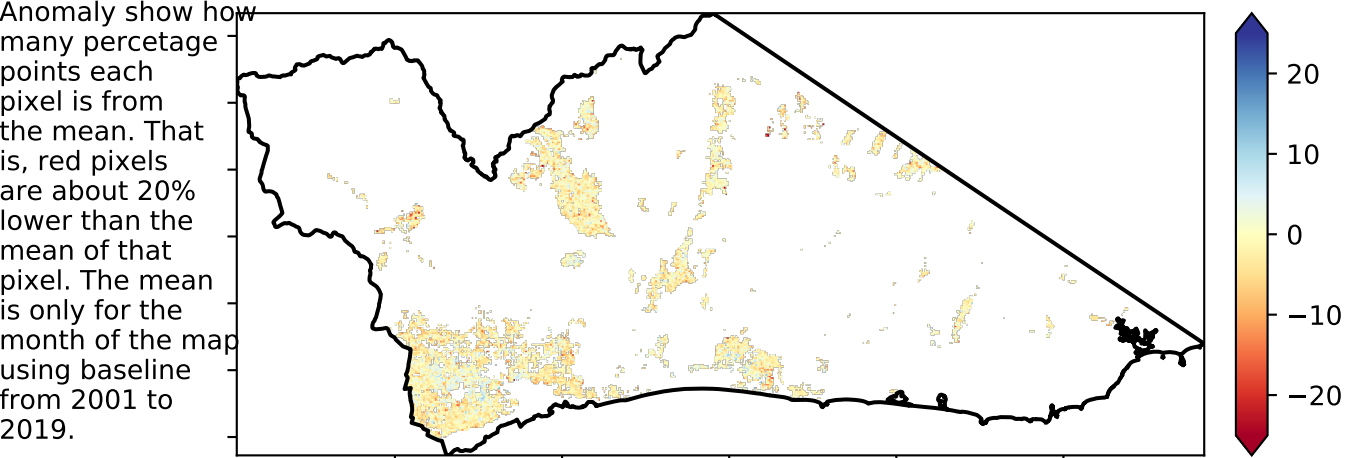 Anomaly show how
many percetage
points each
pixel is from
the mean. That
is, red pixels
are about 20%
lower than the
mean of that
pixel. The mean
is only for the
month of the map
using baseline
from 2001 to
2019.
20
10
0
−10
−20